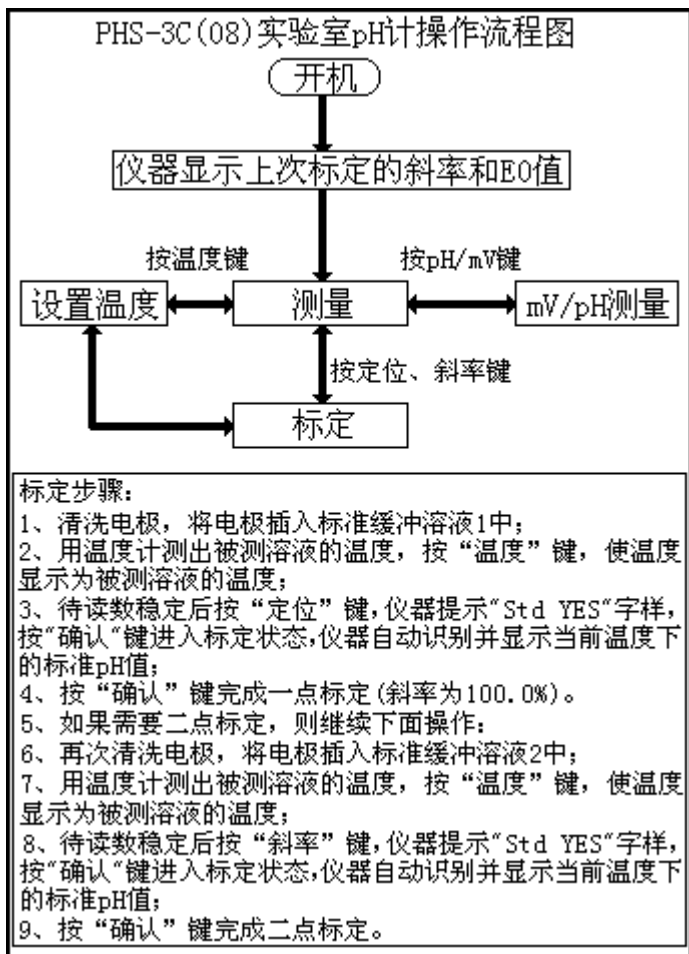 PHS-3C(08)实验室pH计操作流程图
开机
仪器显示上次标定的斜率和E0值
按温度键
按pH/mV键
设置温度
测量
mV/pH测量
按定位、斜率键
标定
标定步骤:
1、清洗电极，将电极插入标准缓冲溶液1中;
2、用温度计测出被测溶液的温度，按“温度”键，使温度
显示为被测溶液的温度;
3、待读数稳定后按“定位”键,仪器提示"Std YES"字样,
按"确认"键进入标定状态,仪器自动识别并显示当前温度下
的标准pH值;
4、按“确认”键完成一点标定(斜率为100.0%)。
5、如果需要二点标定，则继续下面操作:
6、再次清洗电极，将电极插入标准缓冲溶液2中;
7、用温度计测出被测溶液的温度，按“温度”键，使温度
显示为被测溶液的温度;
8、待读数稳定后按“斜率”键,仪器提示"Std YES"字样,
按"确认"键进入标定状态,仪器自动识别并显示当前温度下
的标准pH值;
9、按“确认”键完成二点标定。